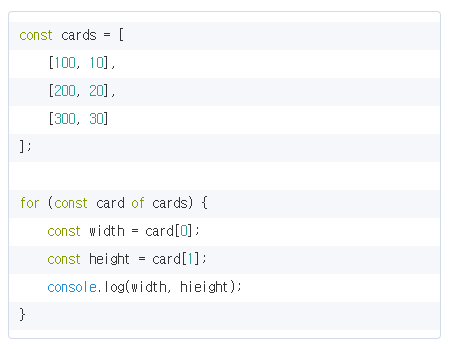 const cards = [
    [100, 10],
    [200, 20],
    [300, 30]
];

for (const card of cards) {
    const width = card[0];
    const height = card[1];
    console.log(width, hieight);
}